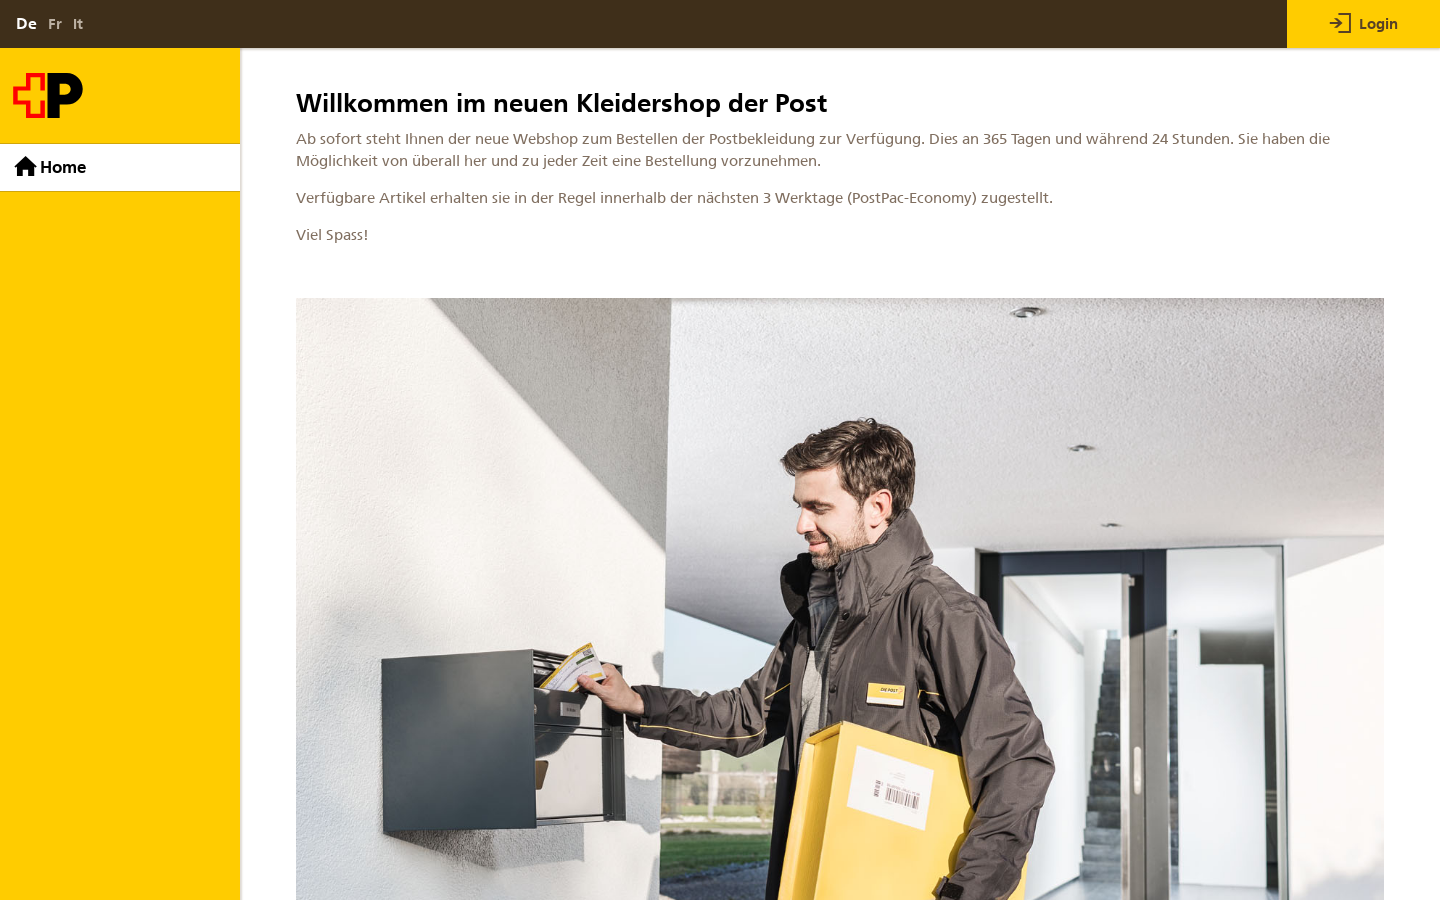 De Fr It
Login
P
Home
Willkommen im neuen Kleidershop der Post
Ab sofort steht Ihnen der neue Webshop zum Bestellen der Postbekleidung zur Verfügung. Dies an 365 Tagen und während 24 Stunden. Sie haben die
Möglichkeit von überall her und zu jeder Zeit eine Bestellung vorzunehmen.
Verfügbare Artikel erhalten sie in der Regel innerhalb der nächsten 3 Werktage (PostPac-Economy) zugestellt.
Viel Spass!
DIE POST